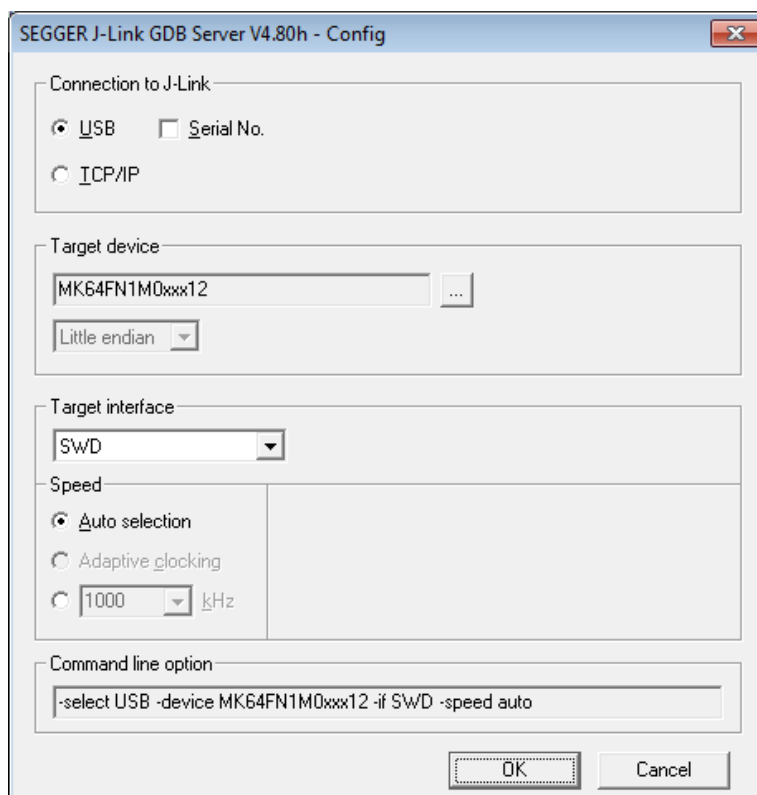 SEGGER J-Link GDB Server V4.80h - Config
Connection to J-Link
USB Serial No.
TCP/IP
Target device
MK64FN1M0xxx12 ...
Little endian
Target interface
SWD
Speed
Auto selection
Adaptive clocking
1000 kHz
Command line option
-select USB -device MK64FN1M0xxx12 -if SWD -speed auto
OK Cancel